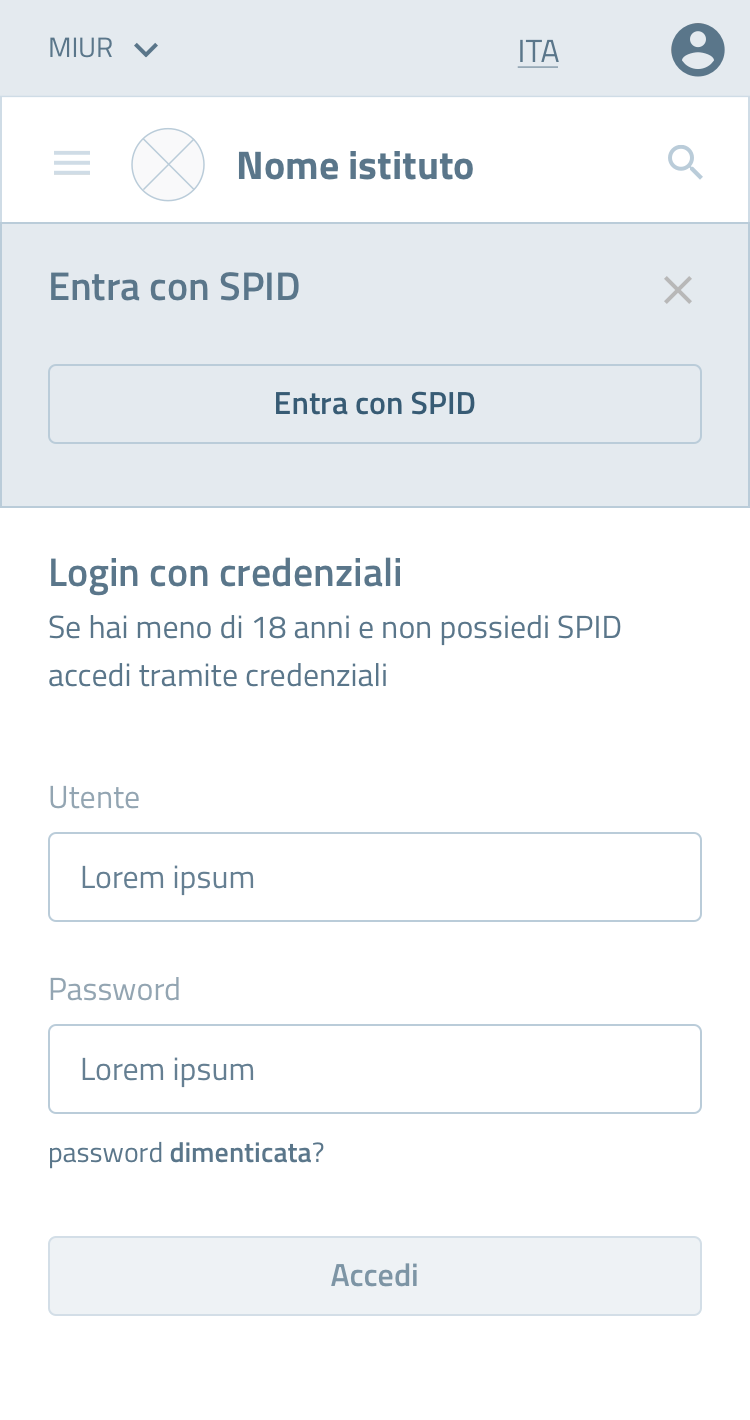 MIUR
ITA
Nome istituto
Entra con SPID
Entra con SPID
Login con credenziali
Se hai meno di 18 anni e non possiedi SPID
accedi tramite credenziali
Utente
Lorem ipsum
Password
Lorem ipsum
password dimenticata?
Accedi